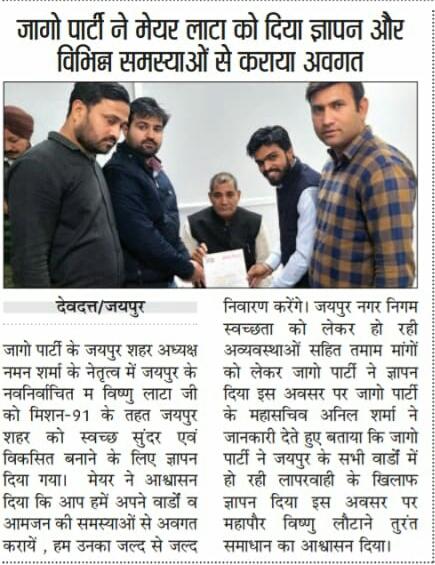 जागो पार्टी ने मेयर लाटा को दिया ज्ञापन और
विभिन्न समस्याओं से कराया अवगत
देवदत्त/जयपुर
जागो पार्टी के जयपुर शहर अध्यक्ष
नमन शर्मा के नेतृत्व में जयपुर के
नवनिर्वाचित म विष्णु लाटा जी
को मिशन-91 के तहत जयपुर
शहर को स्वच्छ सुंदर एवं
विकसित बनाने के लिए ज्ञापन
दिया गया। मेयर ने आश्वासन
दिया कि आप हमें अपने वार्डों व
आमजन की समस्याओं से अवगत
करायें , हम उनका जल्द से जल्द
निवारण करेंगे। जयपुर नगर निगम
स्वच्छता को लेकर हो रही
अव्यवस्थाओं सहित तमाम मांगों
को लेकर जागो पार्टी ने ज्ञापन
दिया इस अवसर पर जागो पार्टी
के महासचिव अनिल शर्मा ने
जानकारी देते हुए बताया कि जागो
पार्टी ने जयपुर के सभी वार्डों में
हो रही लापरवाही के खिलाफ
ज्ञापन दिया इस अवसर पर
महापौर विष्णु लौटाने तुरंत
समाधान का आश्वासन दिया।